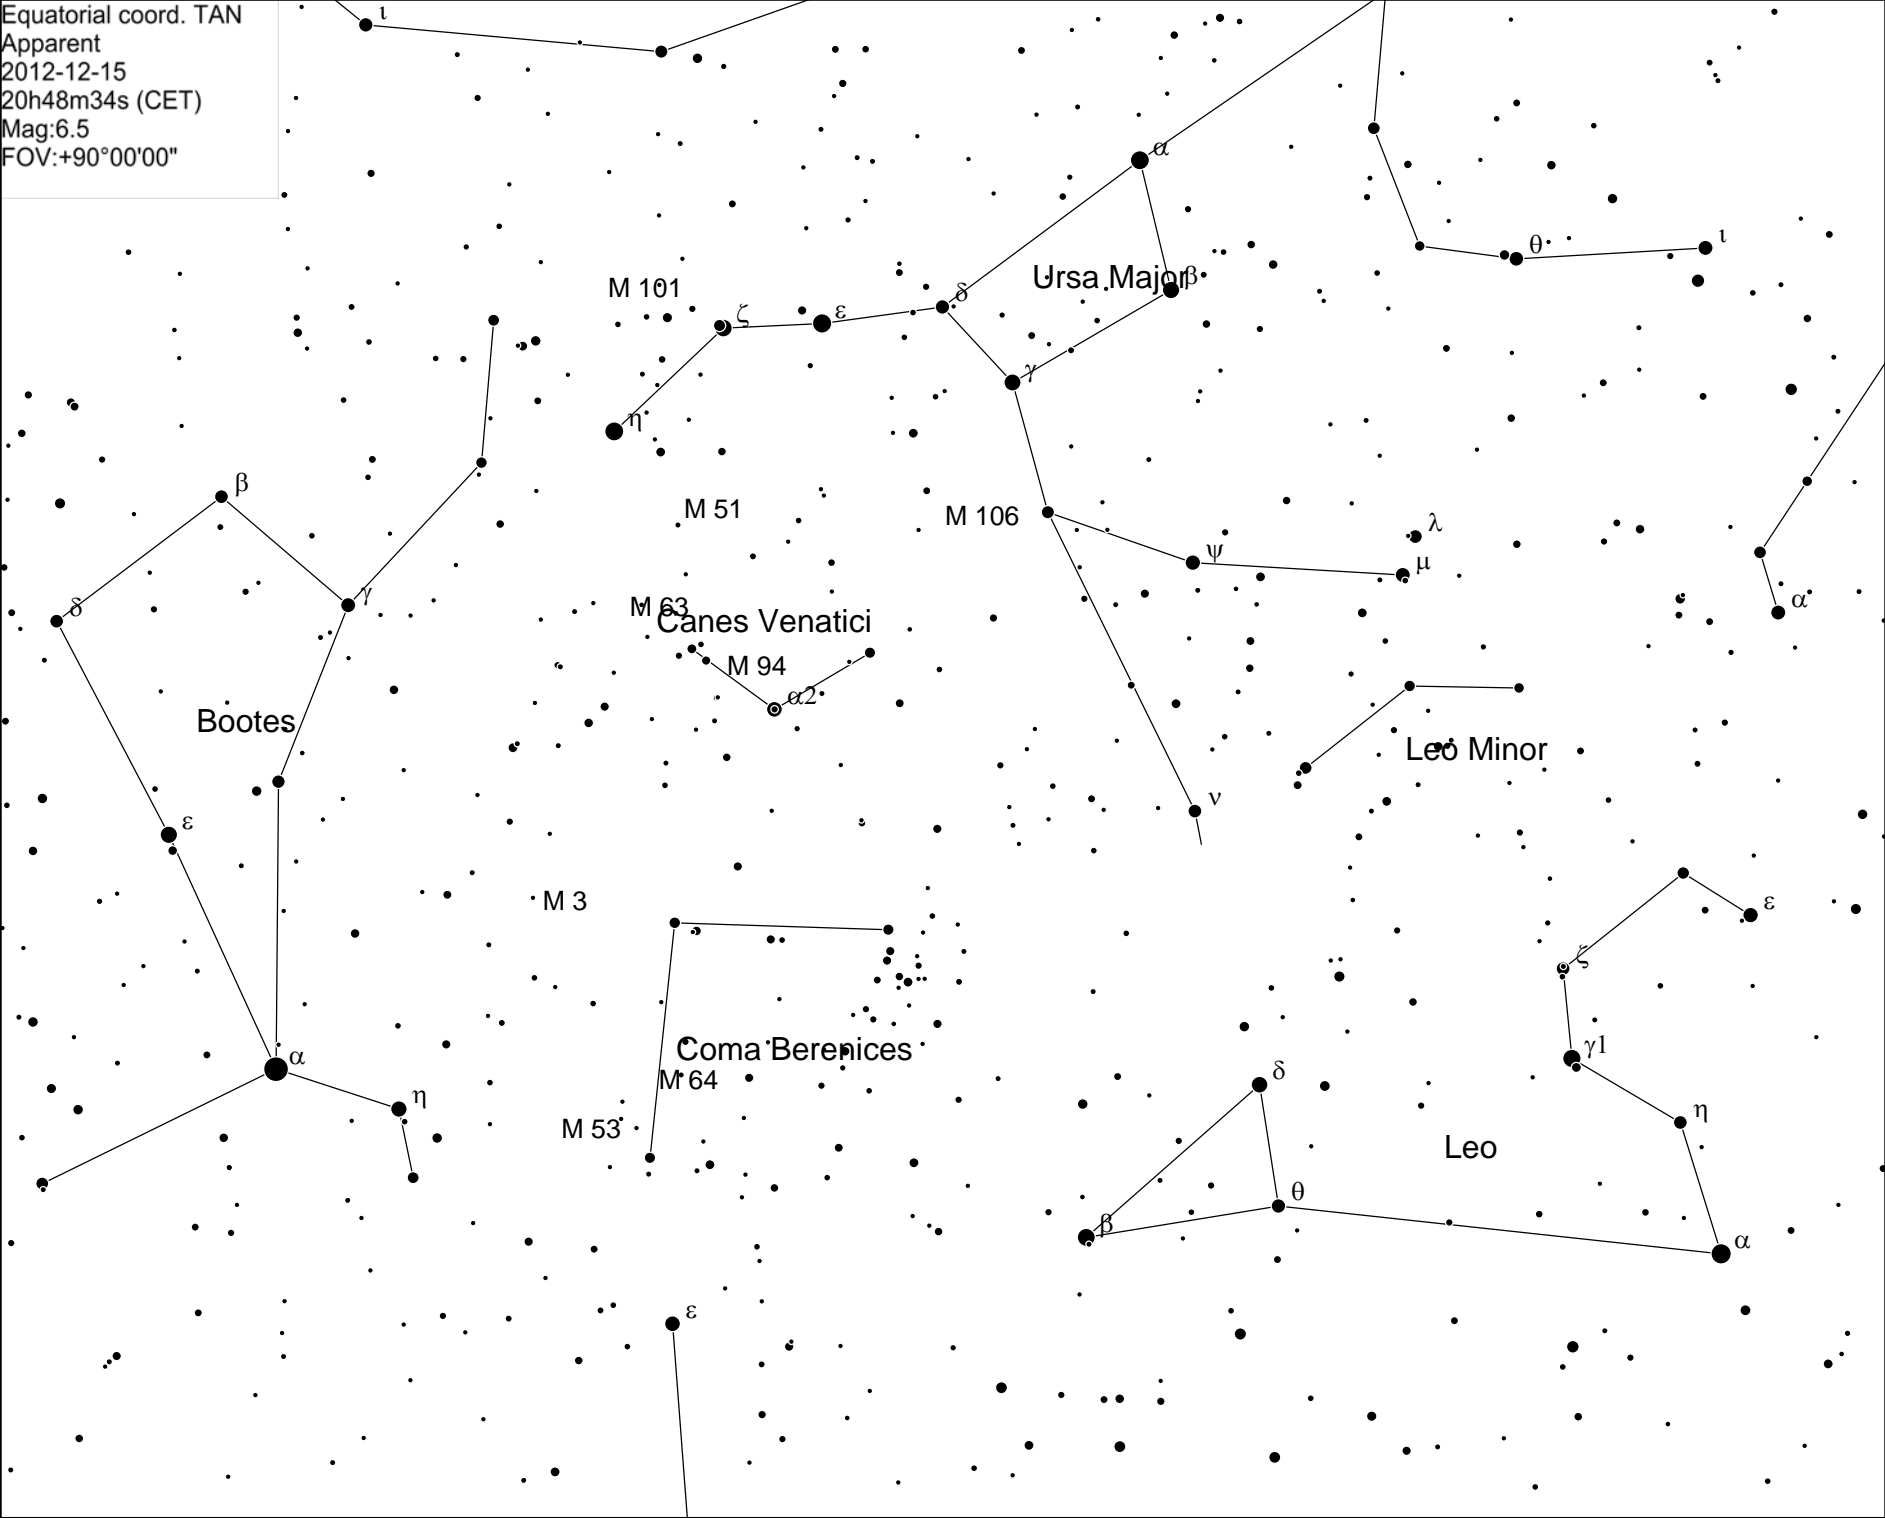 Equatorial coord. TAN
Apparent
2012-12-15
20h48m34s (CET)
Mag:6.5
FOV:+90°00'00"
ι
α
θ
ι
Ursa Major
β
M 101
δ
ζ
ε
γ
η
β
M 51
M 106
λ
ψ
μ
γ
δ
α
M 63
Canes Venatici
M 94
α2
Bootes
Leo Minor
ν
ε
M 3
ε
ζ
Coma Berenices
γ1
α
M 64
δ
η
η
M 53
Leo
θ
β
α
ε